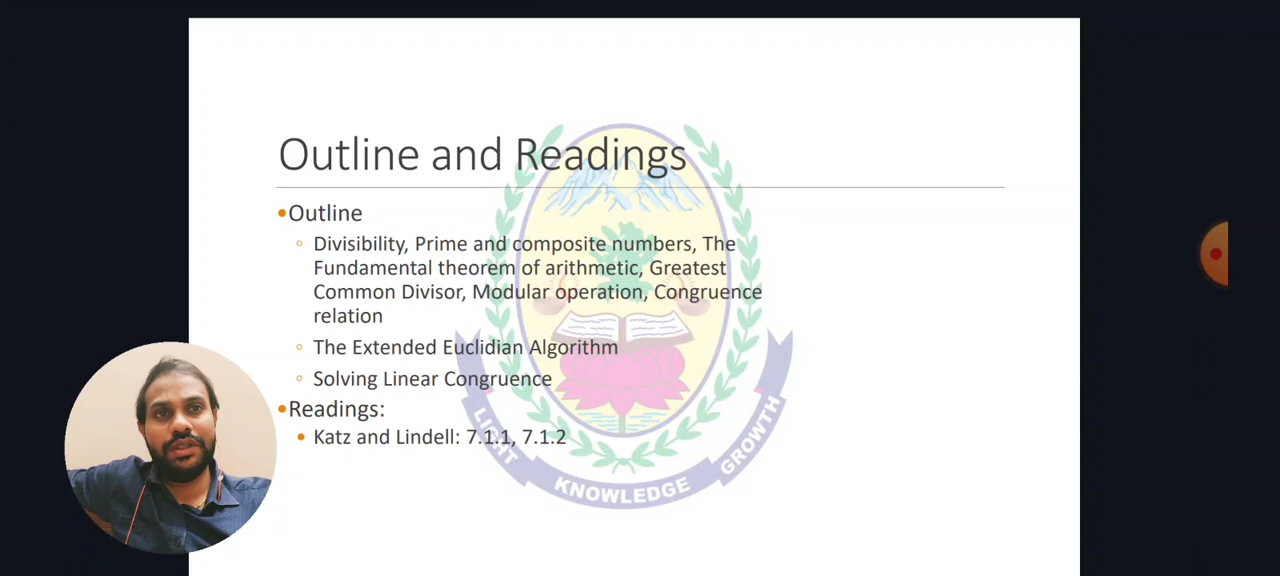 Outline and Readings
•Outline
◦ Divisibility, Prime and composite numbers, The
Fundamental theorem of arithmetic, Greatest
Common Divisor, Modular operation, Congruence
relation
◦ The Extended Euclidian Algorithm
◦ Solving Linear Congruence
•Readings:
• Katz and Lindell: 7.1.1, 7.1.2
LIGHT
KNOWLEDGE
GROWTH